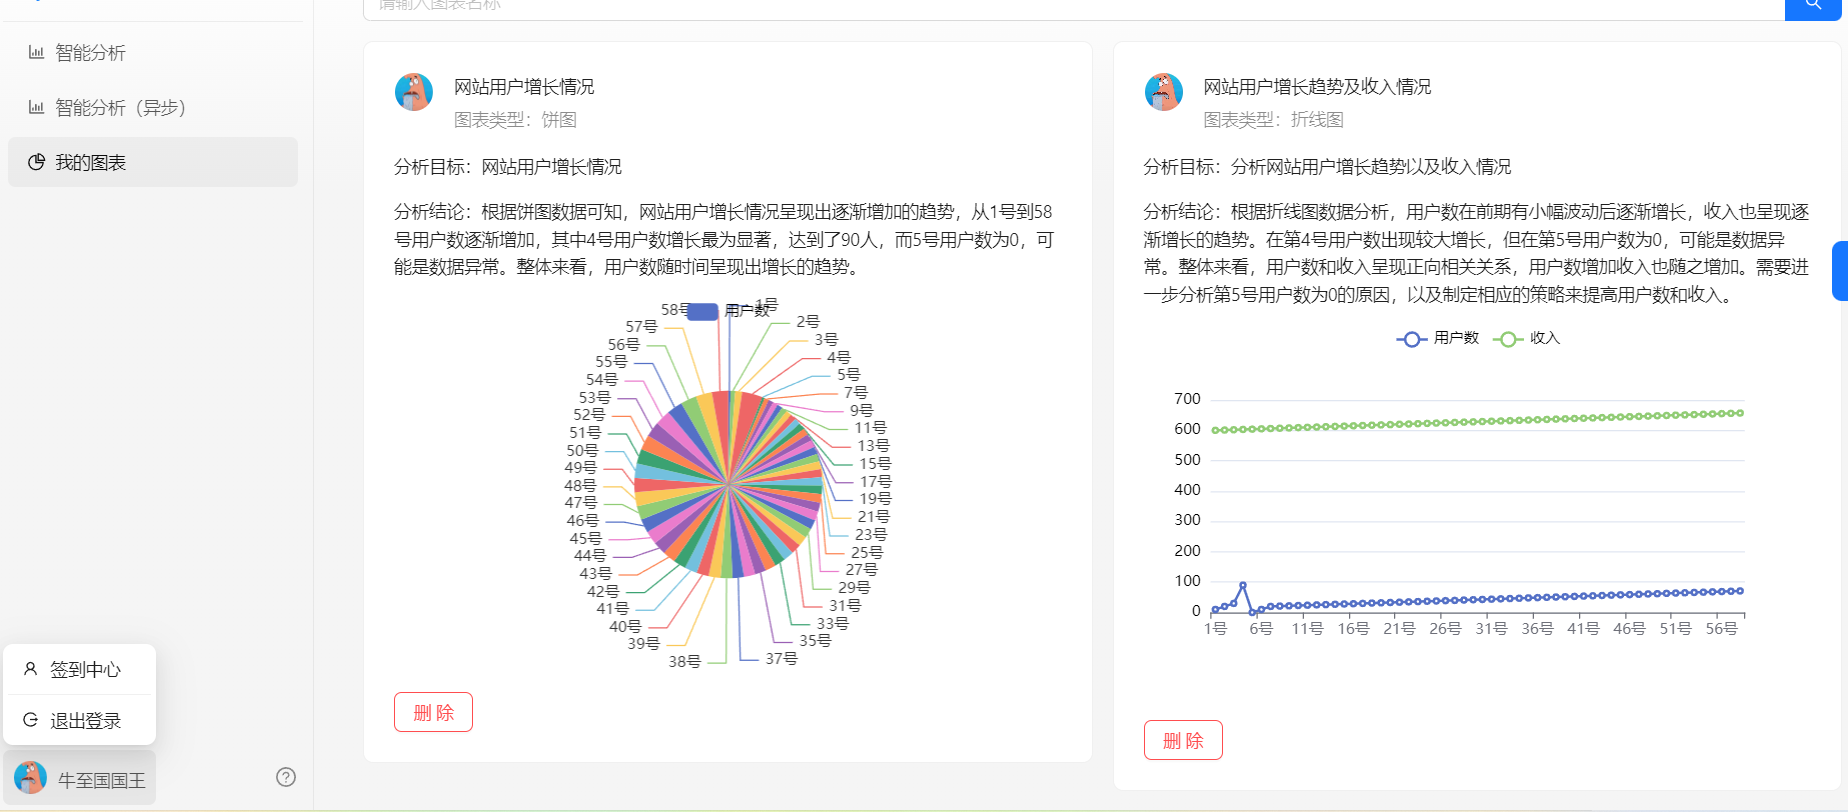 请输入图表名称
智能分析
智能分析（异步）
我的图表
签到中心
退出登录
牛至国国王
网站用户增长情况
图表类型：饼图
分析目标：网站用户增长情况
分析结论：根据饼图数据可知，网站用户增长情况呈现出逐渐增加的趋势，从1号到58
号用户数逐渐增加，其中4号用户数增长最为显著，达到了90人，而5号用户数为0，可
能是数据异常。整体来看，用户数随时间呈现出增长的趋势。
用户数
1号
2号
3号
4号
5号
7号
9号
11号
13号
15号
17号
19号
21号
23号
25号
27号
29号
31号
33号
35号
37号
38号
39号
40号
41号
42号
43号
44号
45号
46号
47号
48号
49号
50号
51号
52号
53号
54号
55号
56号
57号
58号
删 除
网站用户增长趋势及收入情况
图表类型：折线图
分析目标：分析网站用户增长趋势以及收入情况
分析结论：根据折线图数据分析，用户数在前期有小幅波动后逐渐增长，收入也呈现逐
渐增长的趋势。在第4号用户数出现较大增长，但在第5号用户数为0，可能是数据异
常。整体来看，用户数和收入呈现正向相关关系，用户数增加收入也随之增加。需要进
一步分析第5号用户数为0的原因，以及制定相应的策略来提高用户数和收入。
用户数 收入
700
600
500
400
300
200
100
0
1号 6号 11号 16号 21号 26号 31号 36号 41号 46号 51号 56号
删 除